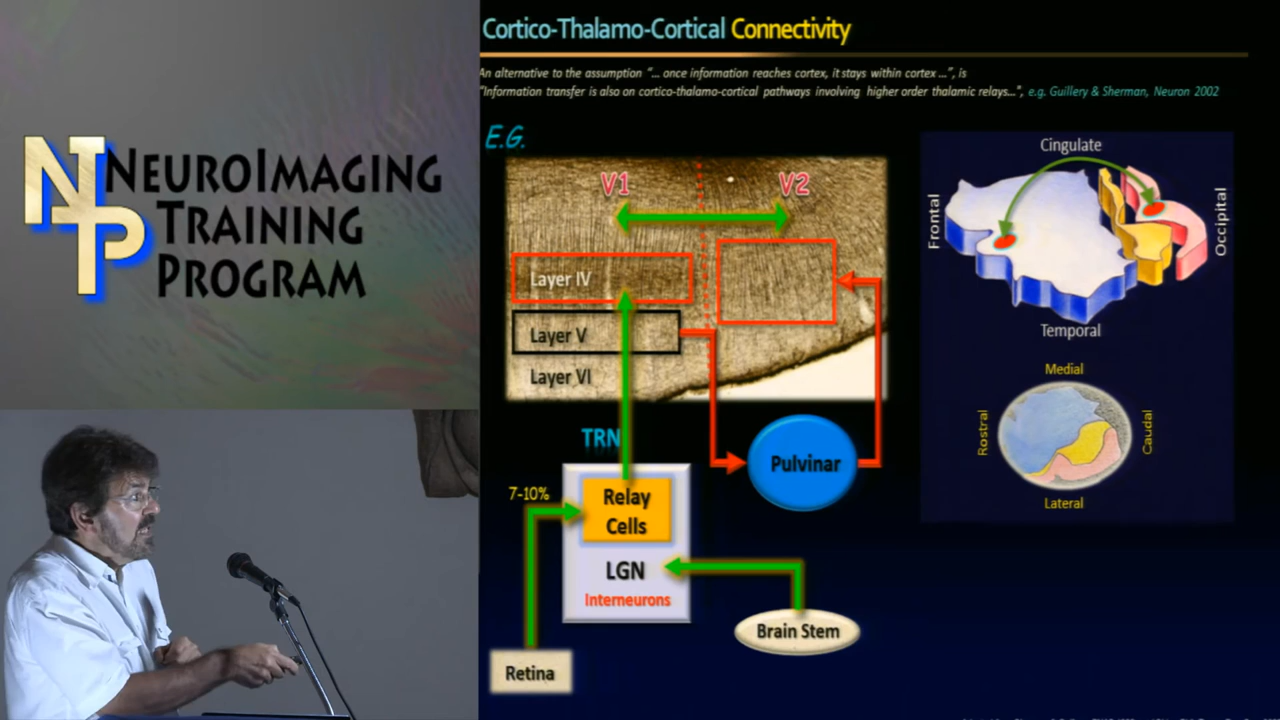 NEUROIMAGING
TRAINING
PROGRAM
NTP
Cortico-Thalamo-Cortical Connectivity
An alternative to the assumption "... once information reaches cortex, it stays within cortex ...", is
"Information transfer is also on cortico-thalamo-cortical pathways involving higher order thalamic relays...", e.g. Guillery & Sherman, Neuron 2002
E.G.
V1
V2
Layer IV
Layer V
Layer VI
TRN
7-10%
Relay
Cells
LGN
Interneurons
Pulvinar
Brain Stem
Retina
Cingulate
Frontal
Occipital
Temporal
Medial
Rostral
Caudal
Lateral